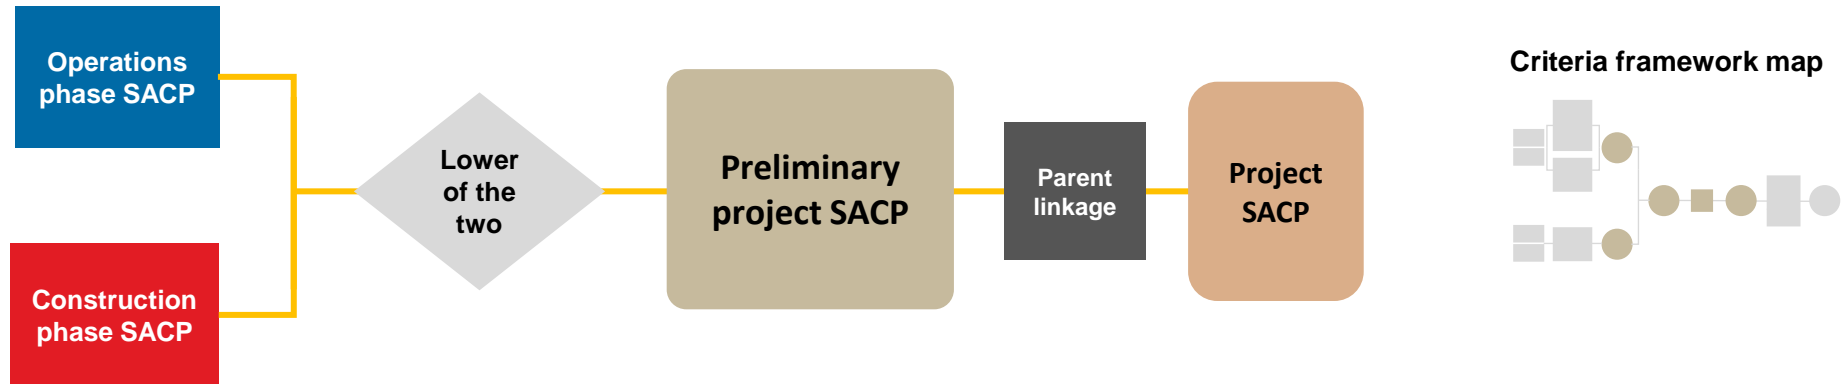 Operations
phase SACP
Construction
phase SACP
Lower
of the
two
Preliminary
project SACP
Parent
linkage
Project
SACP
Criteria framework map